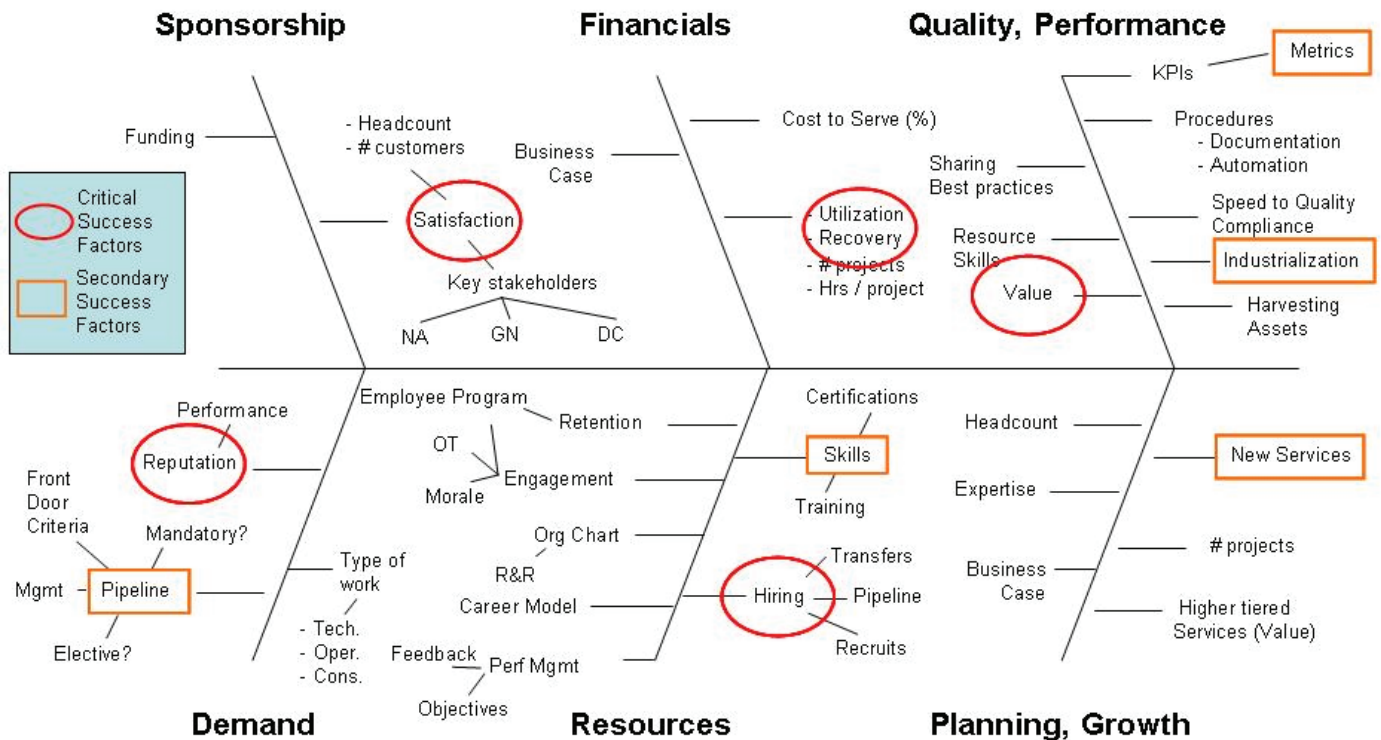 Sponsorship
Financials
Quality, Performance
Metrics
KPIs
Funding
- Headcount
- # customers
Satisfaction
Key stakeholders
NA
GN
DC
Critical
Success
Factors
Secondary
Success
Factors
Business
Case
Cost to Serve (%)
- Utilization
- Recovery
- # projects
- Hrs / project
Procedures
- Documentation
- Automation
Sharing
Best practices
Speed to Quality
Compliance
Resource
Skills
Industrialization
Value
Harvesting
Assets
Performance
Reputation
Front
Door
Criteria
Mandatory?
Mgmt
Pipeline
Elective?
Type of
work
- Tech.
- Oper.
- Cons.
Employee Program
Retention
OT
Morale
Engagement
Org Chart
R&R
Career Model
Feedback
Perf Mgmt
Objectives
Certifications
Skills
Training
Transfers
Hiring
Pipeline
Recruits
Headcount
New Services
Expertise
# projects
Business
Case
Higher tiered
Services (Value)
Demand
Resources
Planning, Growth